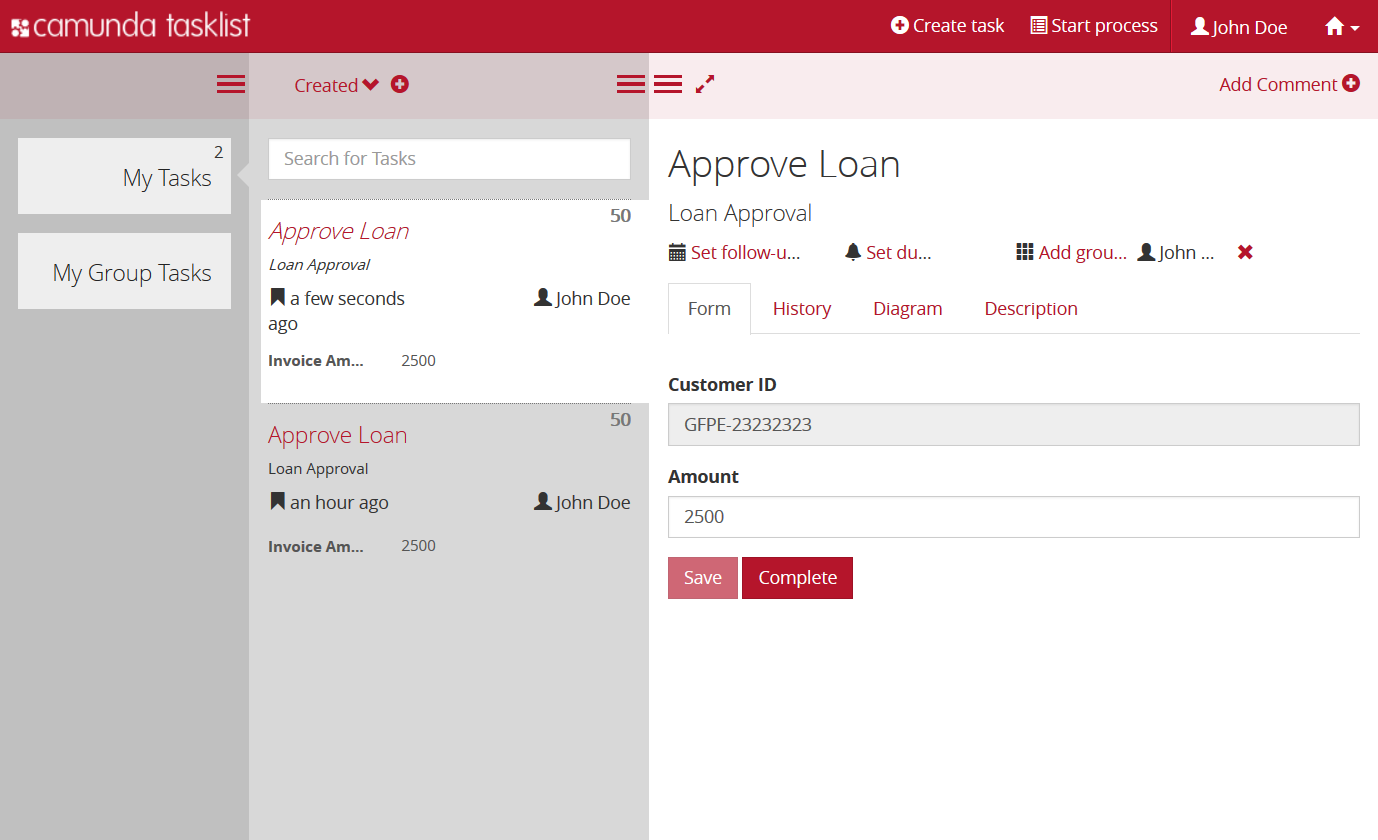 camunda tasklist
Create task
Start process
John Doe
Created
Add Comment
2
My Tasks
My Group Tasks
Search for Tasks
50
Approve Loan
Loan Approval
a few seconds
ago
John Doe
Invoice Am...
2500
50
Approve Loan
Loan Approval
an hour ago
John Doe
Invoice Am...
2500
Approve Loan
Loan Approval
Set follow-u...
Set du...
Add grou...
John ...
Form
History
Diagram
Description
Customer ID
GFPE-23232323
Amount
2500
Save
Complete